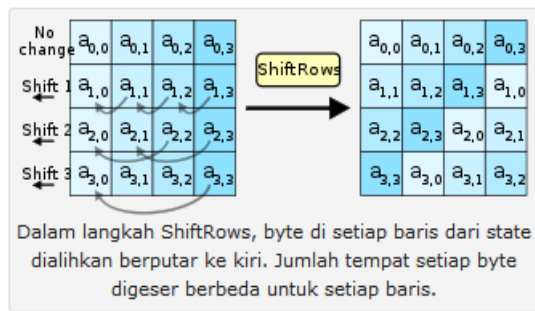 No change a0,0 a0,1 a0,2 a0,3 ShiftRows a0,0 a0,1 a0,2 a0,3
Shift 1 a1,0 a1,1 a1,2 a1,3 a1,1 a1,2 a1,3 a1,0
Shift 2 a2,0 a2,1 a2,2 a2,3 a2,2 a2,3 a2,0 a2,1
Shift 3 a3,0 a3,1 a3,2 a3,3 a3,3 a3,0 a3,1 a3,2
Dalam langkah ShiftRows, byte di setiap baris dari state
dialihkan berputar ke kiri. Jumlah tempat setiap byte
digeser berbeda untuk setiap baris.